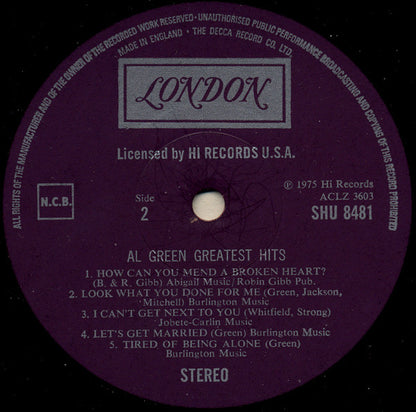 ALL RIGHTS OF THE MANUFACTURER AND OF THE OWNER OF THE RECORDED WORK RESERVED · UNAUTHORISED PUBLIC PERFORMANCE BROADCASTING AND COPYING OF THIS RECORD PROHIBITED
MADE IN ENGLAND · THE DECCA RECORD CO. LTD.
LONDON
Licensed by HI RECORDS U.S.A.
N.C.B.
Side
2
℗ 1975 Hi Records
ACLZ 3603
SHU 8481
AL GREEN GREATEST HITS
1. HOW CAN YOU MEND A BROKEN HEART?
(B. & R. Gibb) Abigail Music/Robin Gibb Pub.
2. LOOK WHAT YOU DONE FOR ME (Green, Jackson,
Mitchell) Burlington Music
3. I CAN'T GET NEXT TO YOU (Whitfield, Strong)
Jobete-Carlin Music
4. LET'S GET MARRIED (Green) Burlington Music
5. TIRED OF BEING ALONE (Green)
Burlington Music
STEREO